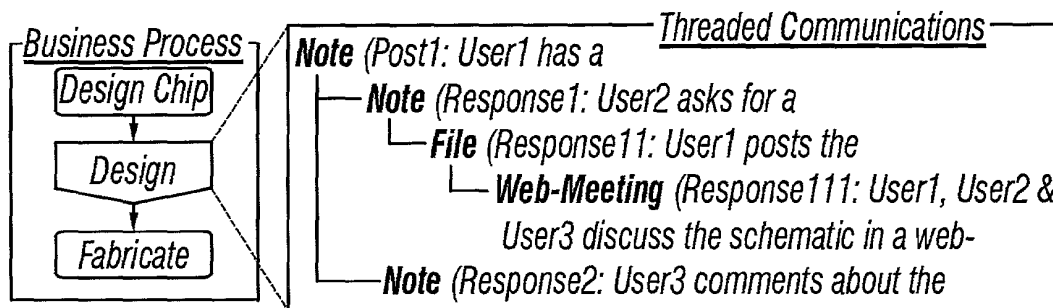 Business Process
Design Chip
Design
Fabricate
Threaded Communications
Note (Post1: User1 has a
Note (Response1: User2 asks for a
File (Response11: User1 posts the
Web-Meeting (Response111: User1, User2 &
User3 discuss the schematic in a web-
Note (Response2: User3 comments about the